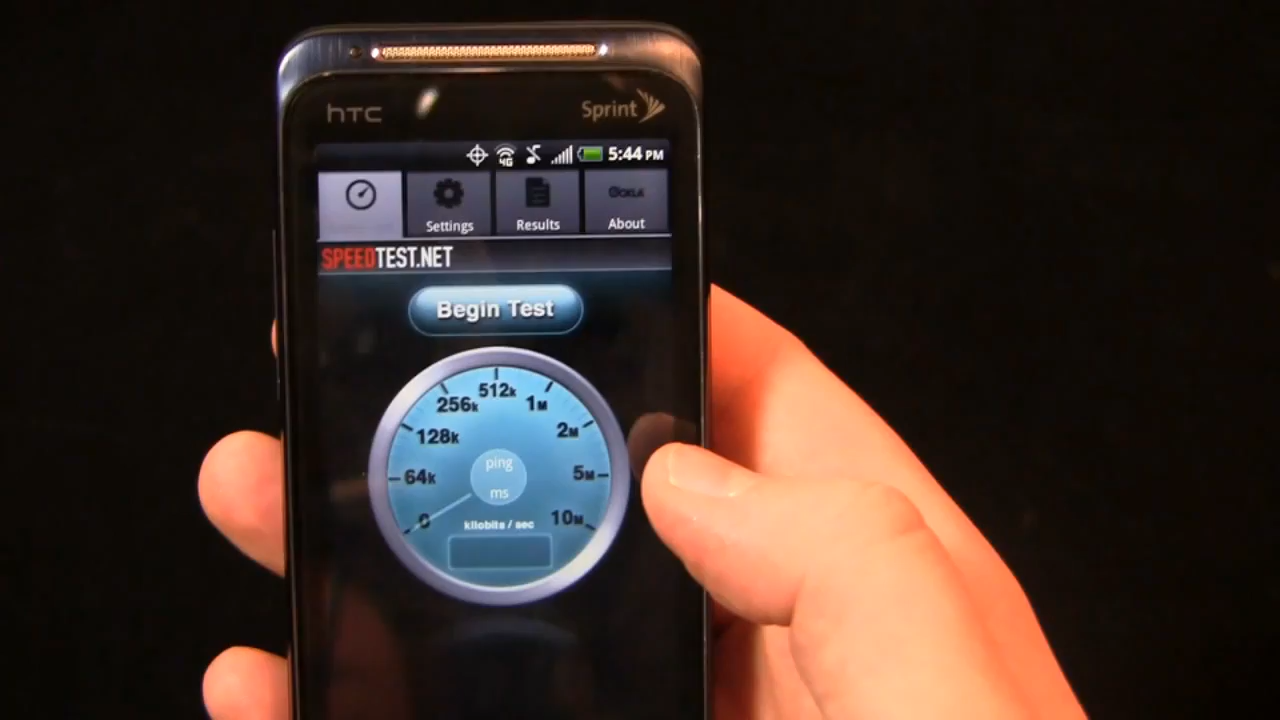 hTC
Sprint
4G
5:44 PM
Settings
Results
OOKLA
About
SPEEDTEST.NET
Begin Test
512k
256k
1M
128k
2M
ping
64k
5M
ms
0
kilobits / sec
10M